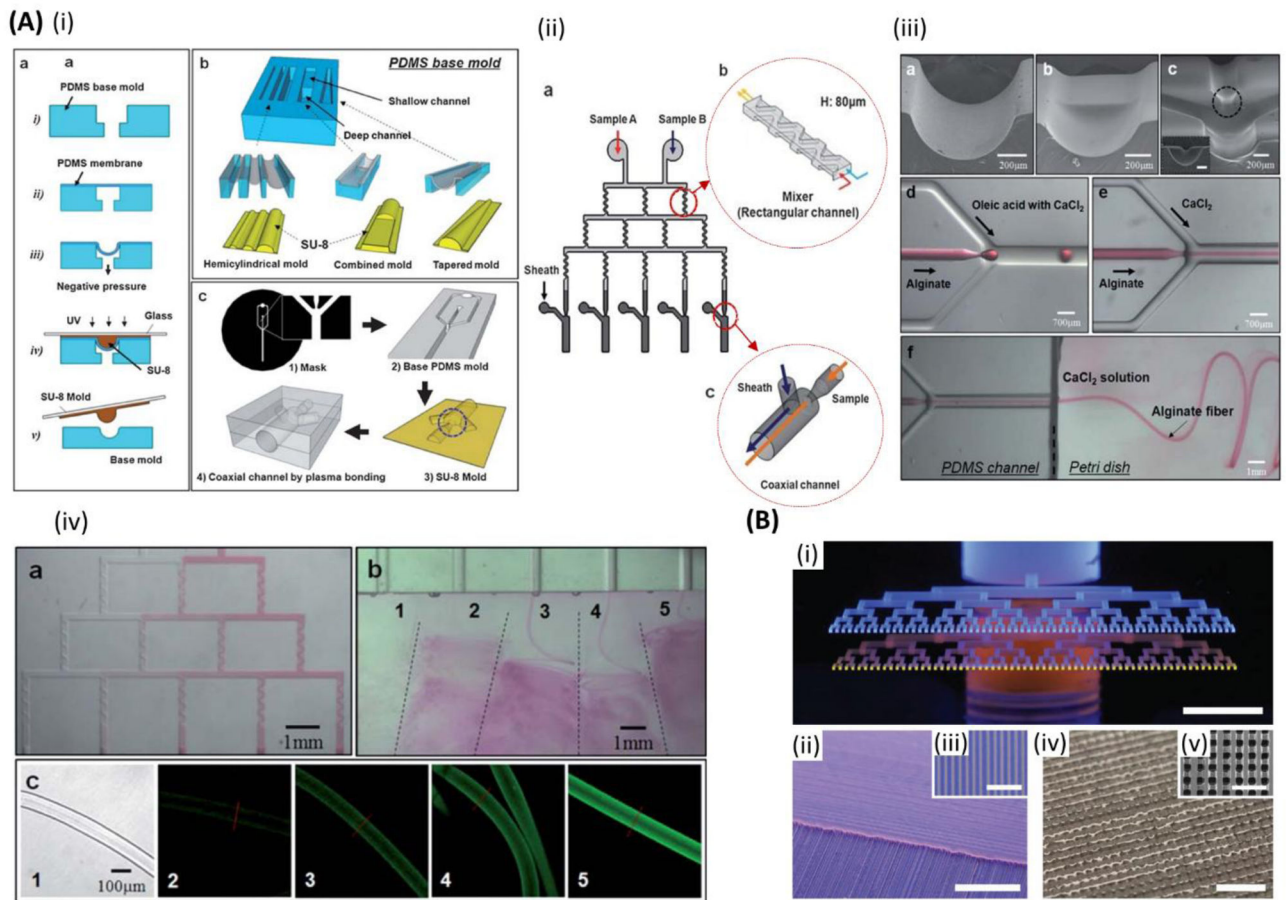 (A) (i)
a
a
PDMS base mold
i)
PDMS membrane
ii)
iii)
Negative pressure
UV
Glass
iv)
SU-8
SU-8 Mold
v)
Base mold
b
PDMS base mold
Shallow channel
Deep channel
SU-8
Hemicylindrical mold
Combined mold
Tapered mold
c
1) Mask
2) Base PDMS mold
4) Coaxial channel by plasma bonding
3) SU-8 Mold
(ii)
a
Sample A
Sample B
Sheath
b
H: 80μm
Mixer
(Rectangular channel)
c
Sheath
Sample
Coaxial channel
(iii)
a
200μm
b
200μm
c
200μm
d
Oleic acid with CaCl2
Alginate
700μm
e
CaCl2
Alginate
700μm
f
CaCl2 solution
Alginate fiber
PDMS channel
Petri dish
1mm
(iv)
a
1mm
b
1
2
3
4
5
1mm
c
1
100μm
2
3
4
5
(B)
(i)
(ii)
(iii)
(iv)
(v)